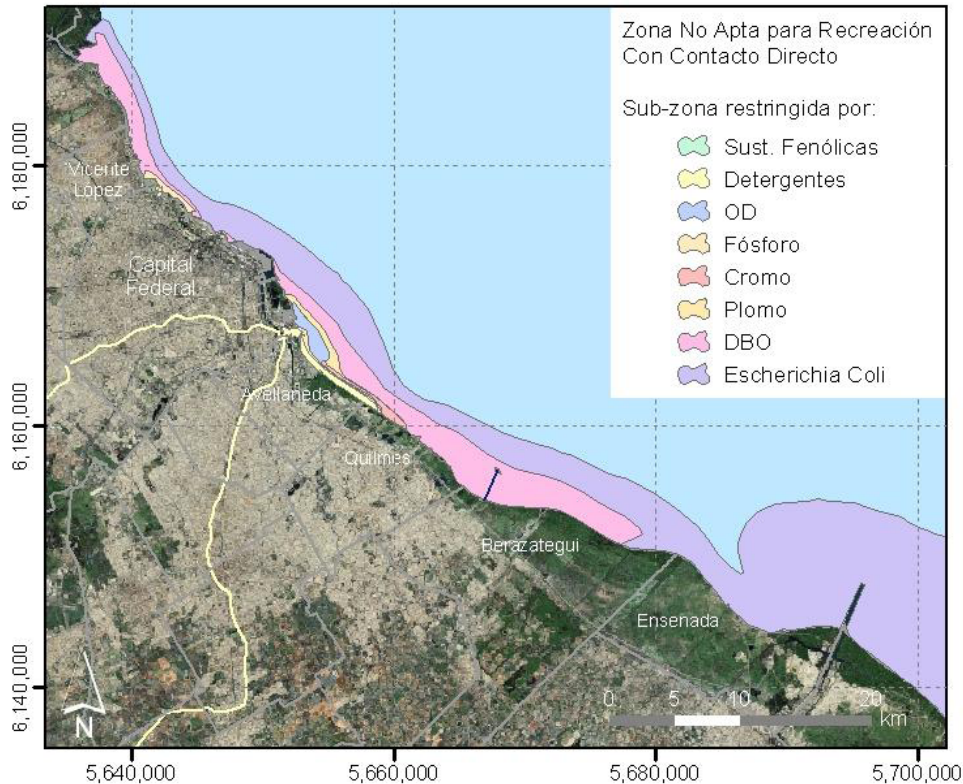 Zona No Apta para Recreación
Con Contacto Directo
Sub-zona restringida por:
Sust. Fenólicas
Detergentes
OD
Fósforo
Cromo
Plomo
DBO
Escherichia Coli
Vicente
López
Capital
Federal
Avellaneda
Quilmes
Berazategui
Ensenada
0 5 10 20
km
N
6,180,000
6,160,000
6,140,000
5,640,000 5,660,000 5,680,000 5,700,000